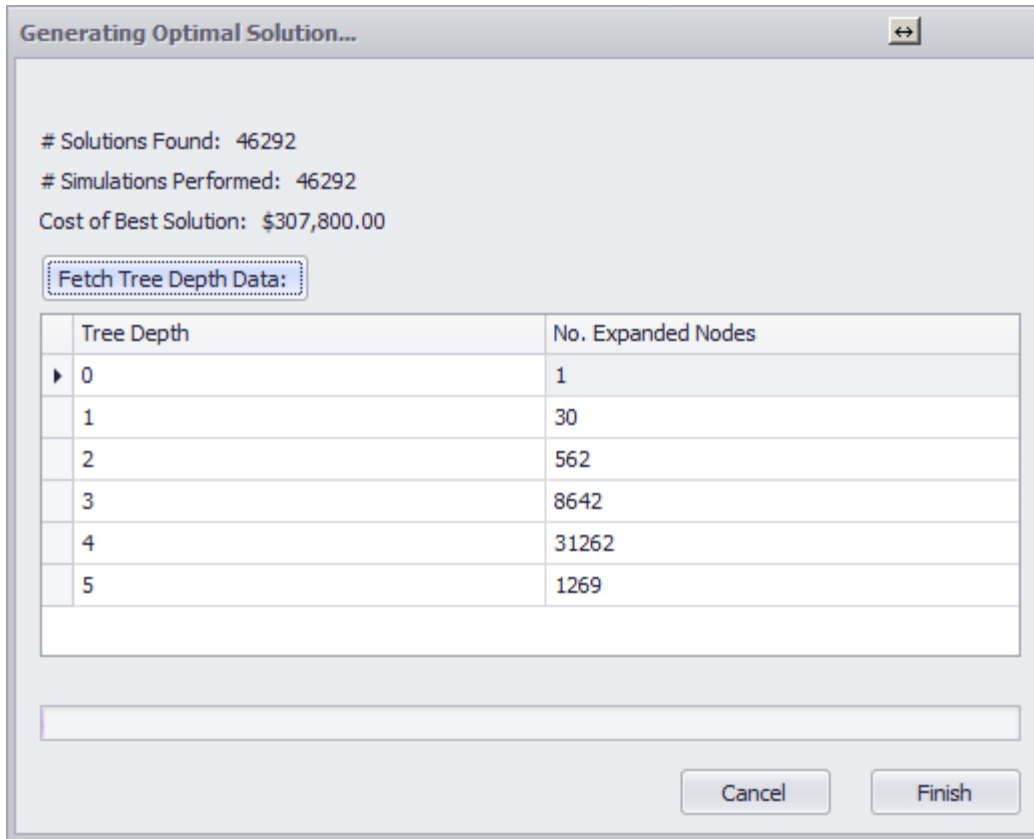 Generating Optimal Solution...
# Solutions Found: 46292
# Simulations Performed: 46292
Cost of Best Solution: $307,800.00
Fetch Tree Depth Data:
Tree Depth No. Expanded Nodes
0 1
1 30
2 562
3 8642
4 31262
5 1269
Cancel Finish